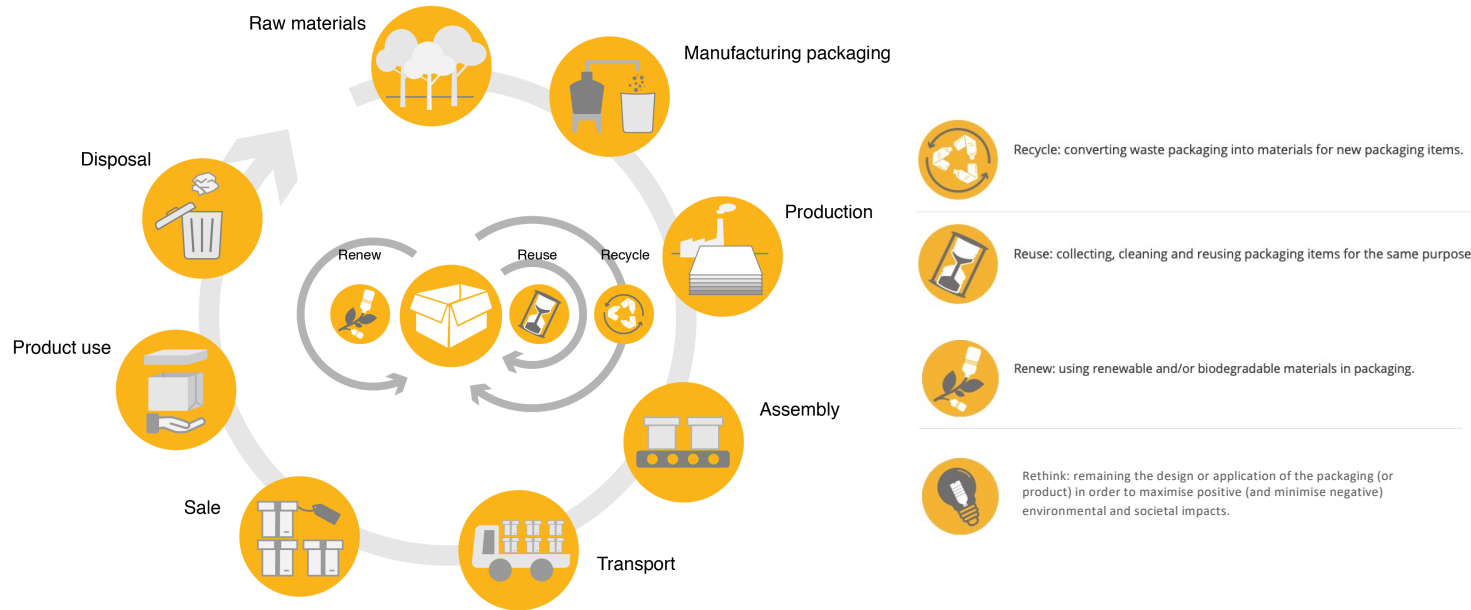 Raw materials
Manufacturing packaging
Disposal
Production
Renew
Reuse
Recycle
Product use
Assembly
Sale
Transport
Recycle: converting waste packaging into materials for new packaging items.
Reuse: collecting, cleaning and reusing packaging items for the same purpose
Renew: using renewable and/or biodegradable materials in packaging.
Rethink: remaining the design or application of the packaging (or
product) in order to maximise positive (and minimise negative)
environmental and societal impacts.